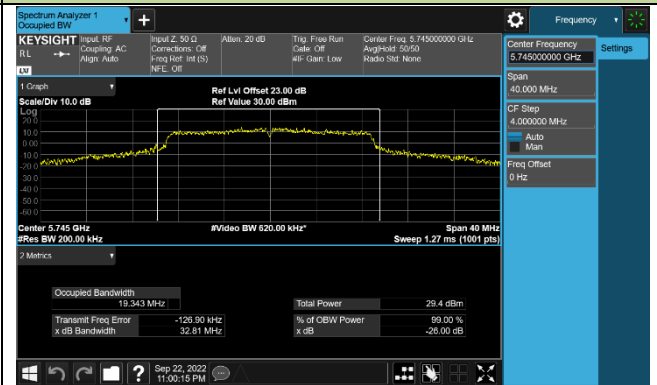 Spectrum Analyzer 1
Occupied BW
Frequency
KEYSIGHT
RL
LXI
Input: RF
Coupling: AC
Align: Auto
Input Z: 50 Ω
Corrections: Off
Freq Ref: Int (S)
NFE: Off
Atten: 20 dB
Trig: Free Run
Gate: Off
#IF Gain: Low
Center Freq: 5.745000000 GHz
Avg|Hold: 50/50
Radio Std: None
1 Graph
Scale/Div 10.0 dB
Ref Lvl Offset 23.00 dB
Ref Value 30.00 dBm
Log
20.0
10.0
0.00
-10.0
-20.0
-30.0
-40.0
-50.0
-60.0
Center 5.745 GHz
#Res BW 200.00 kHz
#Video BW 620.00 kHz*
Span 40 MHz
Sweep 1.27 ms (1001 pts)
2 Metrics
Occupied Bandwidth
19.343 MHz
Total Power 29.4 dBm
Transmit Freq Error -126.90 kHz
% of OBW Power 99.00 %
x dB Bandwidth 32.81 MHz
x dB -26.00 dB
Center Frequency
5.745000000 GHz
Settings
Span
40.000 MHz
CF Step
4.000000 MHz
Auto
Man
Freq Offset
0 Hz
Sep 22, 2022
11:00:15 PM